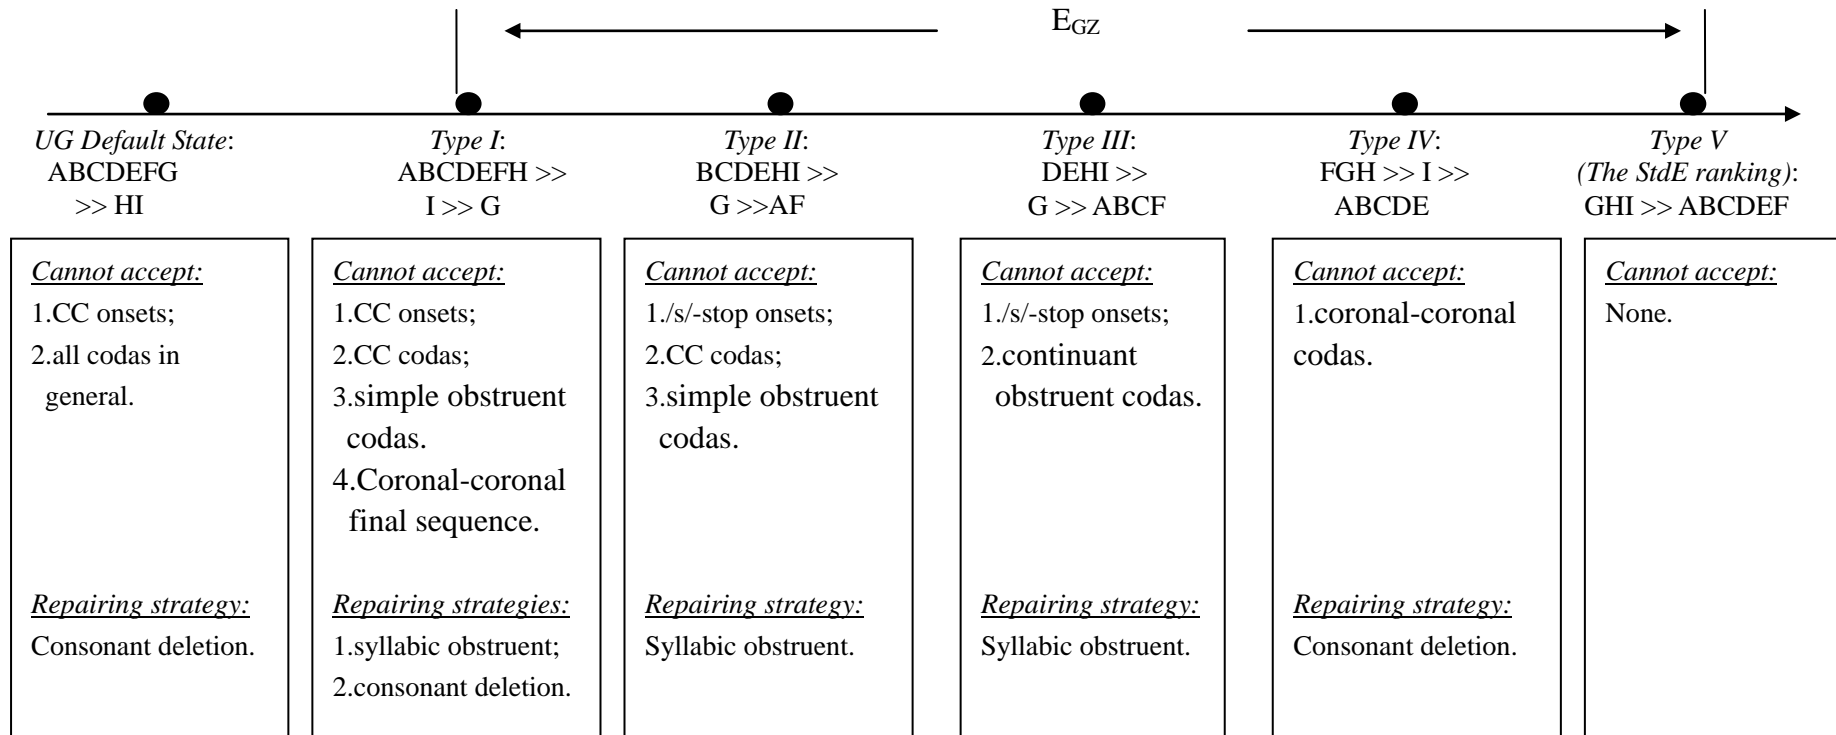 E_GZ
UG Default State:
ABCDEFG
>> HI
Type I:
ABCDEFH >>
I >> G
Type II:
BCDEHI >>
G >>AF
Type III:
DEHI >>
G >> ABCF
Type IV:
FGH >> I >>
ABCDE
Type V
(The StdE ranking):
GHI >> ABCDEF
Cannot accept:
1.CC onsets;
2.all codas in
general.
Repairing strategy:
Consonant deletion.
Cannot accept:
1.CC onsets;
2.CC codas;
3.simple obstruent
codas.
4.Coronal-coronal
final sequence.
Repairing strategies:
1.syllabic obstruent;
2.consonant deletion.
Cannot accept:
1./s/-stop onsets;
2.CC codas;
3.simple obstruent
codas.
Repairing strategy:
Syllabic obstruent.
Cannot accept:
1./s/-stop onsets;
2.continuant
obstruent codas.
Repairing strategy:
Syllabic obstruent.
Cannot accept:
1.coronal-coronal
codas.
Repairing strategy:
Consonant deletion.
Cannot accept:
None.